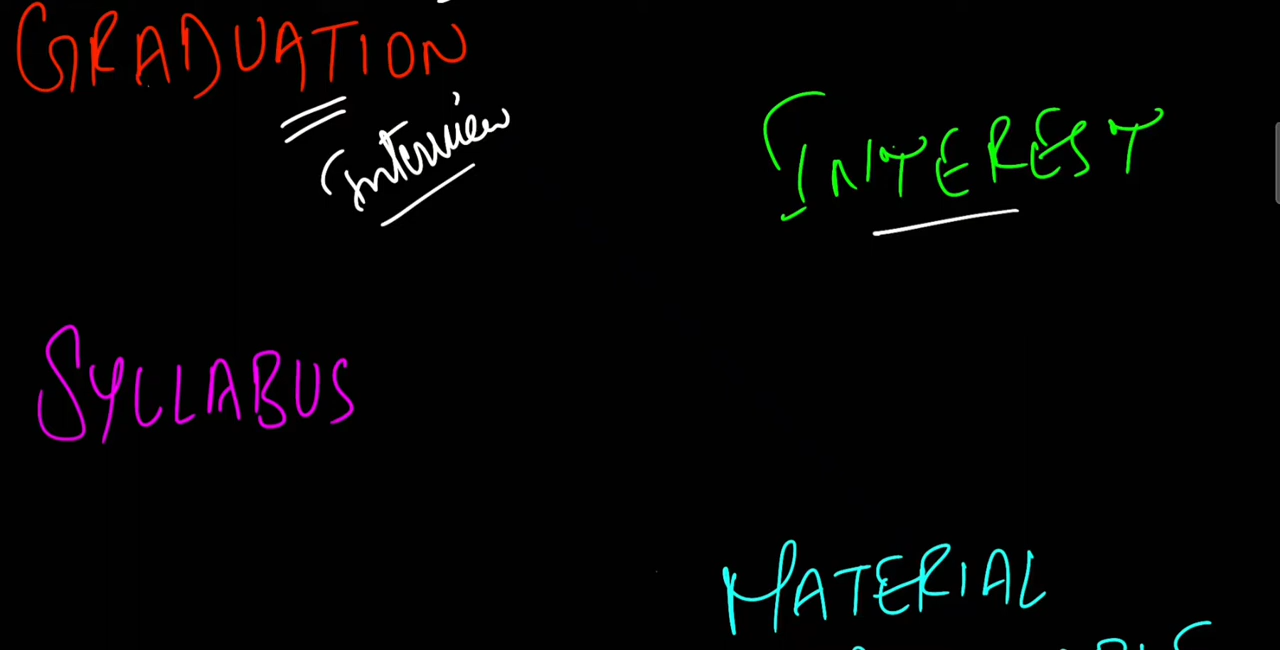 GRADUATION
Interview
INTEREST
SYLLABUS
MATERIAL